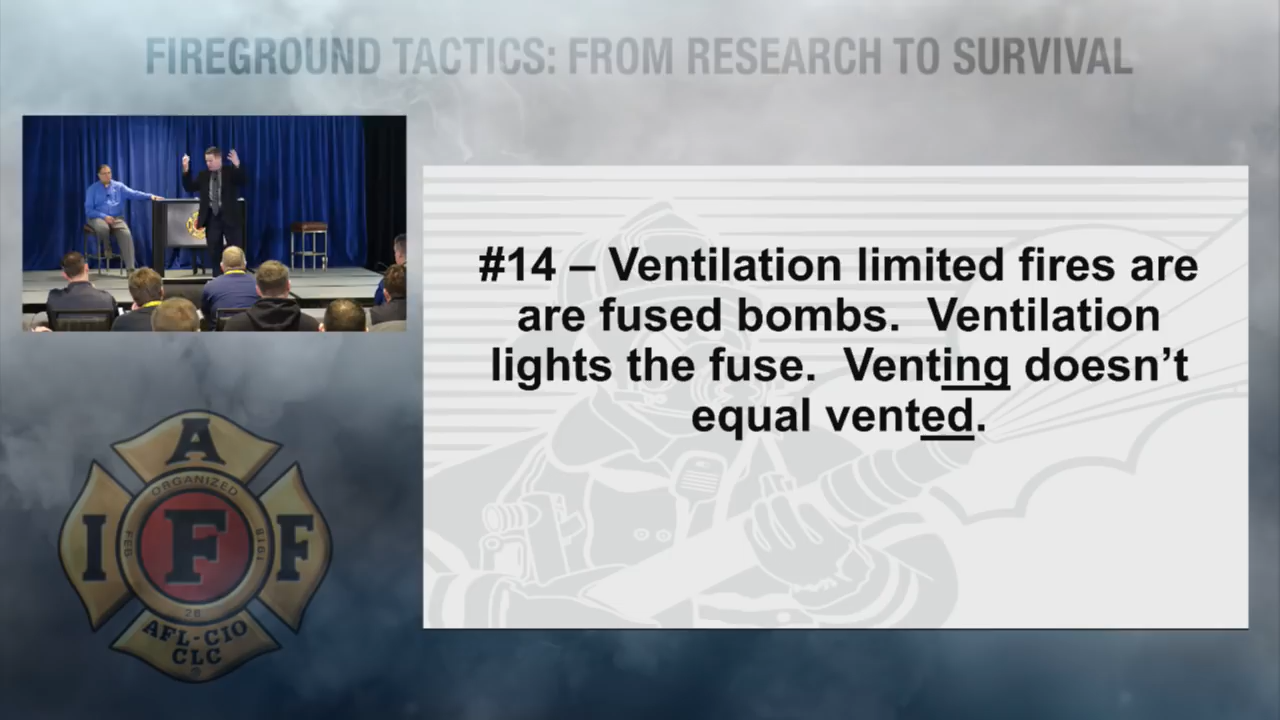 FIREGROUND TACTICS: FROM RESEARCH TO SURVIVAL
#14 – Ventilation limited fires are
are fused bombs.  Ventilation
lights the fuse.  Venting doesn’t
equal vented.
A
ORGANIZED
I F F
FEB. 1918
28
AFL-CIO
CLC